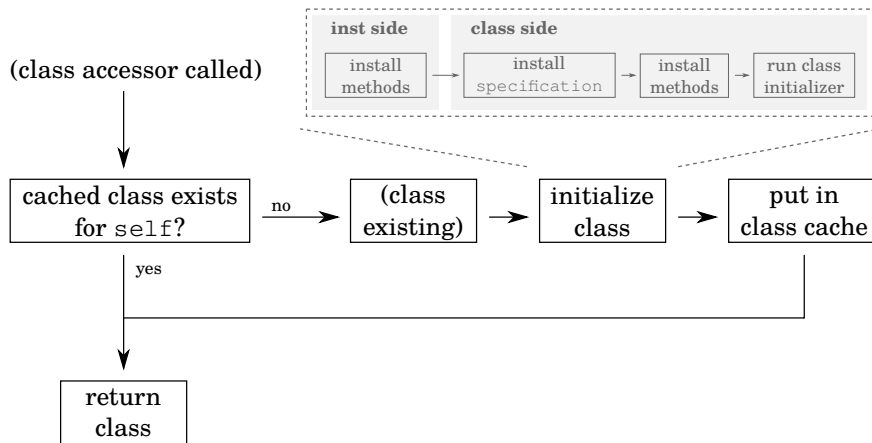 inst side
class side
install
methods
install
specification
install
methods
run class
initializer
(class accessor called)
cached class exists
for self?
no
(class
existing)
initialize
class
put in
class cache
yes
return
class